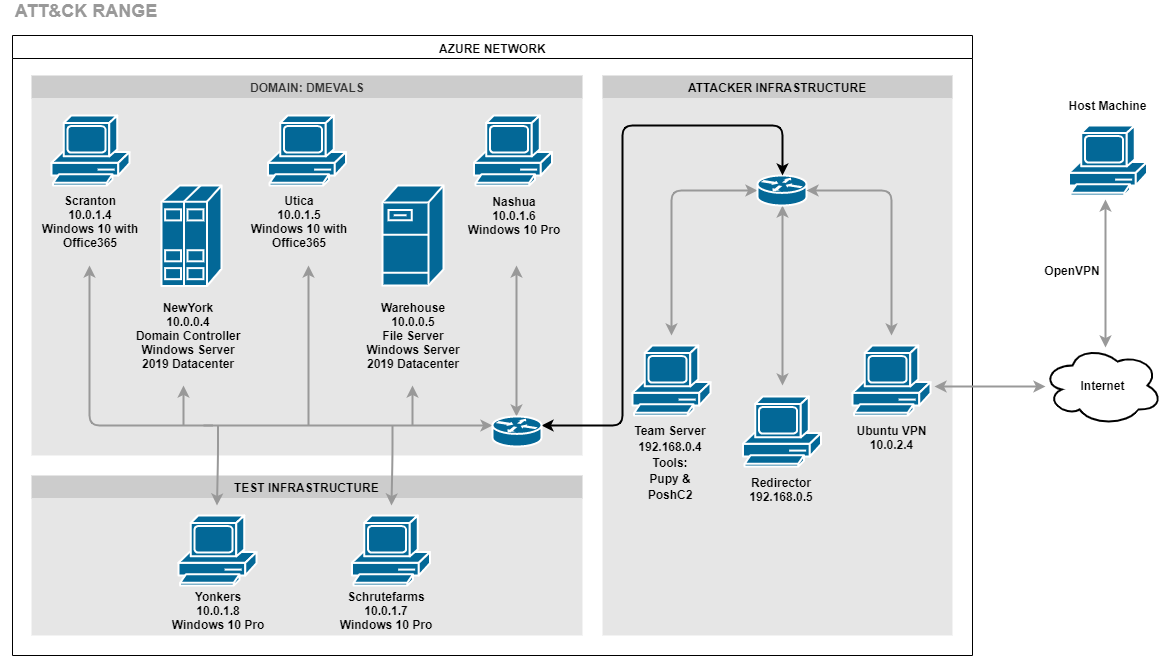 ATT&CK RANGE
AZURE NETWORK
DOMAIN: DMEVALS
Scranton
10.0.1.4
Windows 10 with
Office365
Utica
10.0.1.5
Windows 10 with
Office365
Nashua
10.0.1.6
Windows 10 Pro
NewYork
10.0.0.4
Domain Controller
Windows Server
2019 Datacenter
Warehouse
10.0.0.5
File Server
Windows Server
2019 Datacenter
TEST INFRASTRUCTURE
Yonkers
10.0.1.8
Windows 10 Pro
Schrutefarms
10.0.1.7
Windows 10 Pro
ATTACKER INFRASTRUCTURE
Team Server
192.168.0.4
Tools:
Pupy &
PoshC2
Redirector
192.168.0.5
Ubuntu VPN
10.0.2.4
Host Machine
OpenVPN
Internet